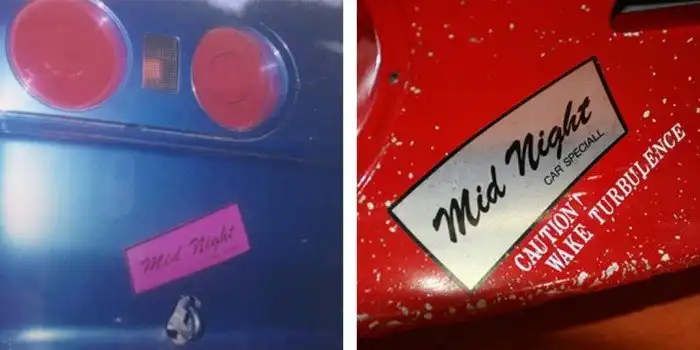 Mid Night
Mid Night
CAR SPECIALL
CAUTION
WAKE TURBULENCE